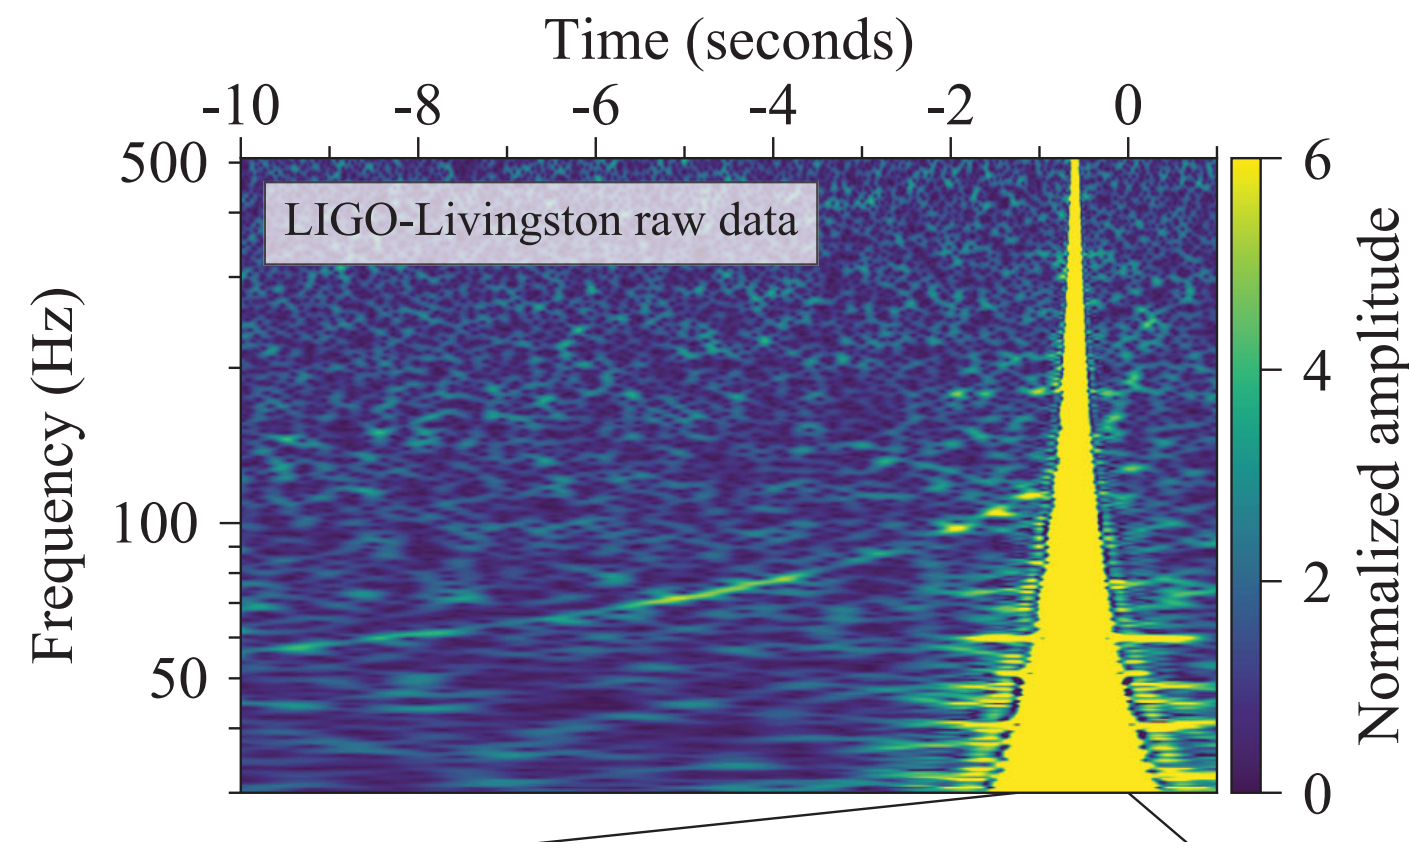 Time (seconds)
-10 -8 -6 -4 -2 0
500
100
50
Frequency (Hz)
LIGO-Livingston raw data
6
4
2
0
Normalized amplitude